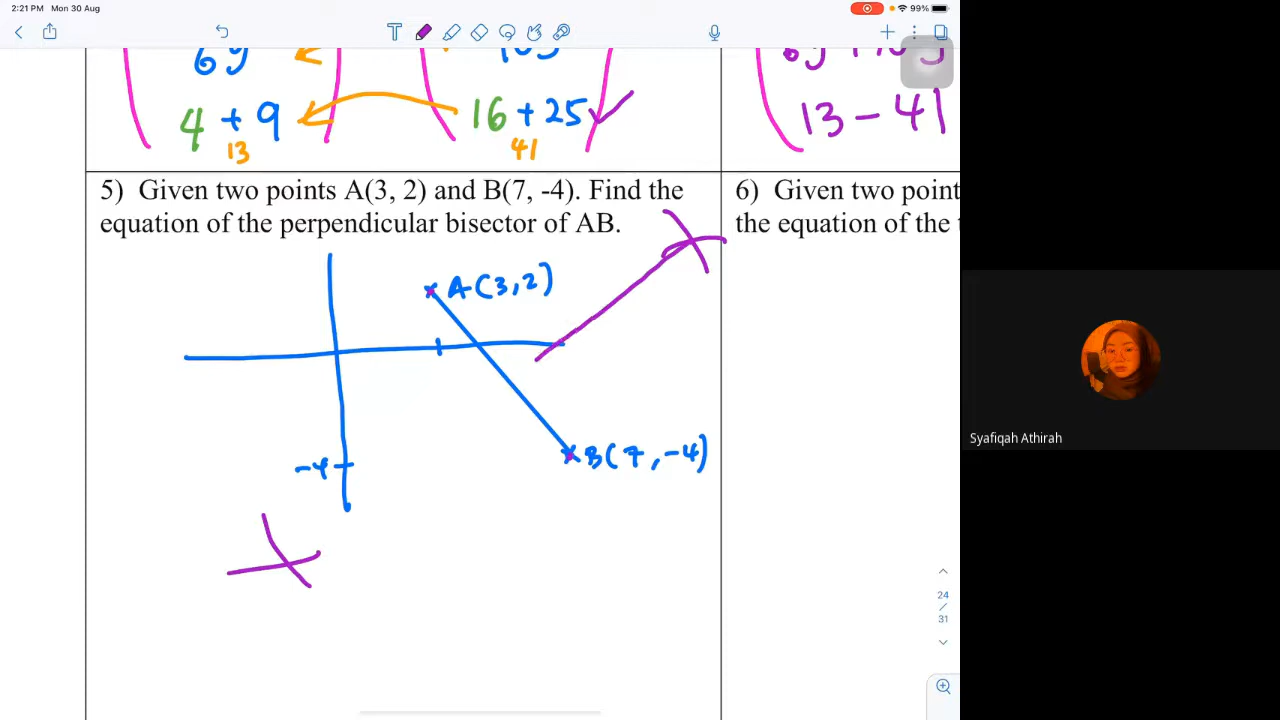 2:21 PM Mon 30 Aug
99%
T
6y
10y
4 + 9
16 + 25
13 - 41
13
41
5) Given two points A(3, 2) and B(7, -4). Find the
equation of the perpendicular bisector of AB.
6) Given two point
the equation of the
A(3,2)
B(7,-4)
-4
Syafiqah Athirah
24
/
31